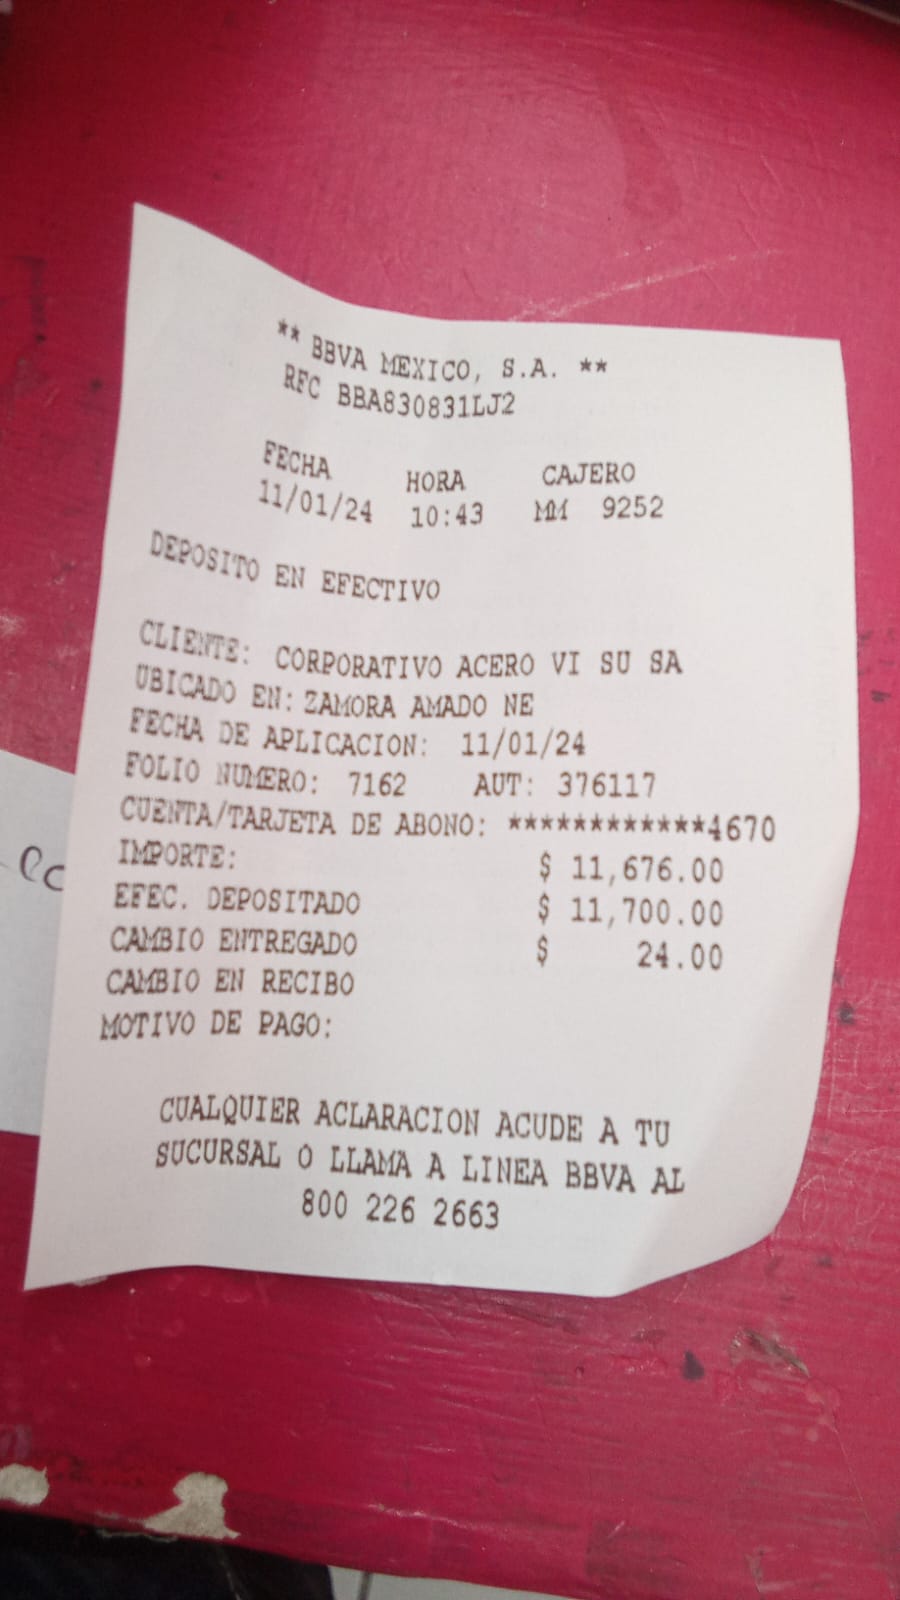 ** BBVA MEXICO, S.A. **
RFC BBA830831LJ2
FECHA HORA CAJERO
11/01/24 10:43 MM 9252
DEPOSITO EN EFECTIVO
CLIENTE: CORPORATIVO ACERO VI SU SA
UBICADO EN: ZAMORA AMADO NE
FECHA DE APLICACION: 11/01/24
FOLIO NUMERO: 7162 AUT: 376117
CUENTA/TARJETA DE ABONO: ************4670
IMPORTE: $ 11,676.00
EFEC. DEPOSITADO $ 11,700.00
CAMBIO ENTREGADO $ 24.00
CAMBIO EN RECIBO
MOTIVO DE PAGO:
CUALQUIER ACLARACION ACUDE A TU
SUCURSAL O LLAMA A LINEA BBVA AL
800 226 2663